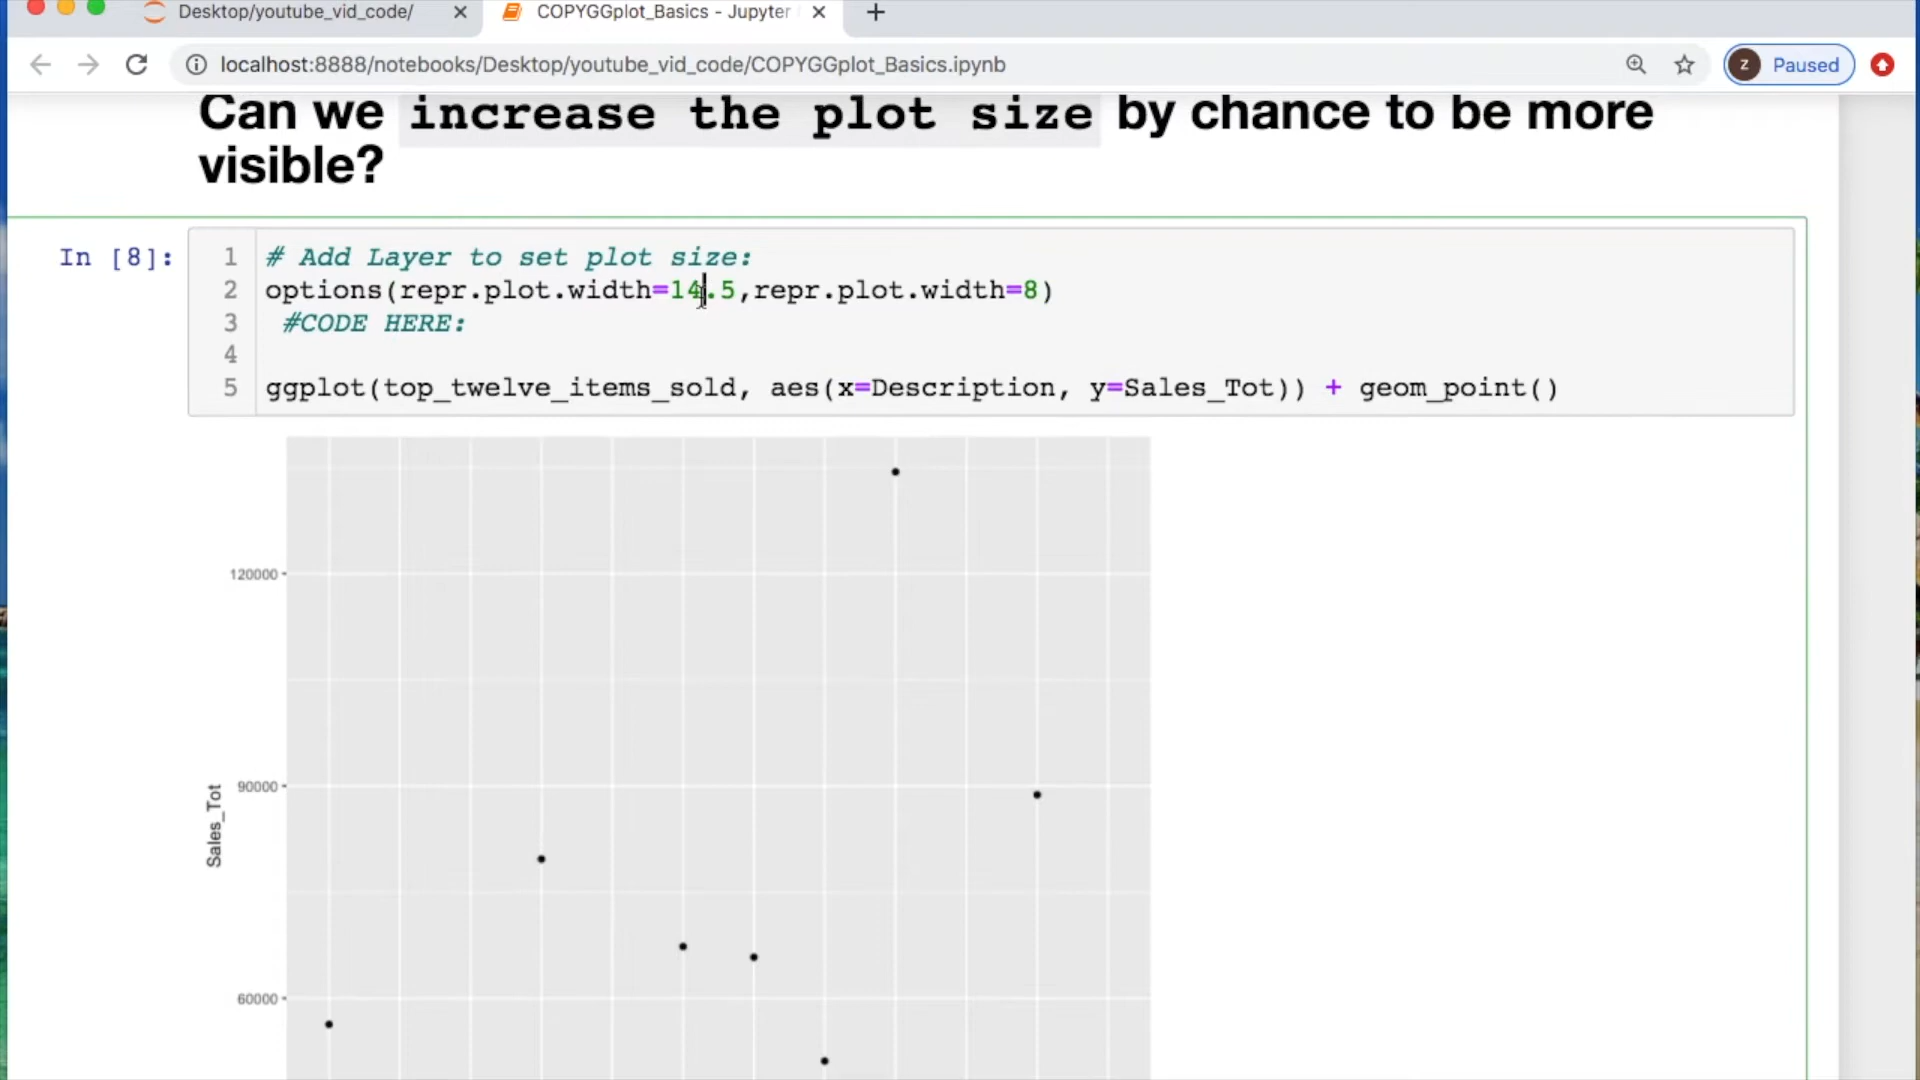 Desktop/youtube_vid_code/
COPYGGplot_Basics - Jupyter
localhost:8888/notebooks/Desktop/youtube_vid_code/COPYGGplot_Basics.ipynb
z
Paused
Can we increase the plot size by chance to be more
visible?
In [8]:
1 # Add Layer to set plot size:
2 options(repr.plot.width=14.5,repr.plot.width=8)
3 #CODE HERE:
4
5 ggplot(top_twelve_items_sold, aes(x=Description, y=Sales_Tot)) + geom_point()
120000
90000
Sales_Tot
60000